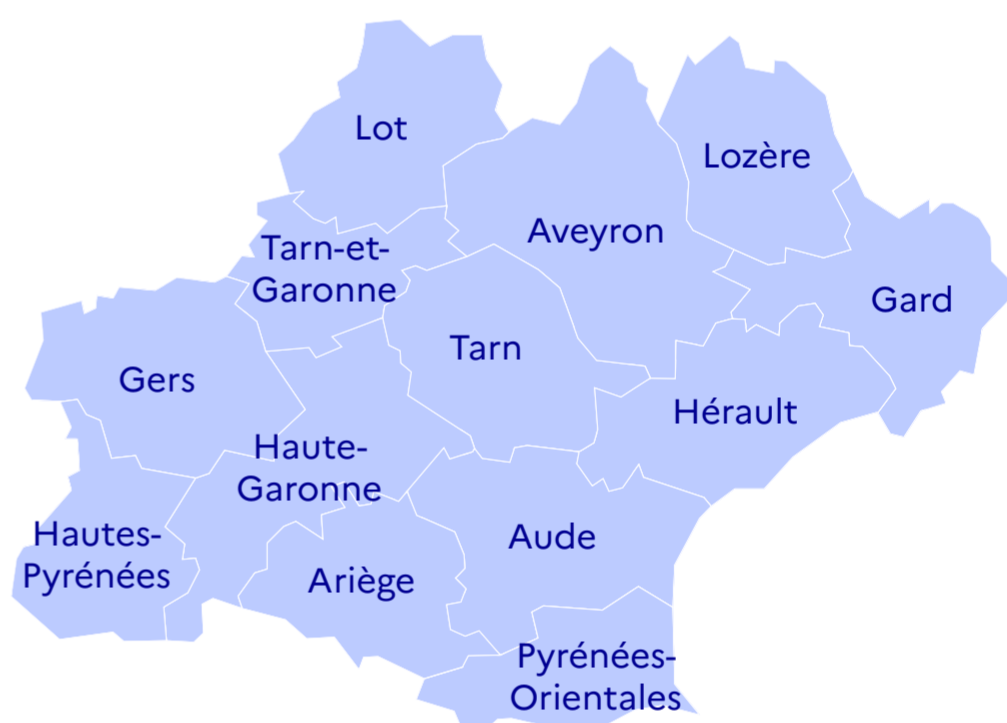 Lot
Lozère
Aveyron
Tarn-et-
Garonne
Gard
Tarn
Gers
Hérault
Haute-
Garonne
Hautes-
Pyrénées
Aude
Ariège
Pyrénées-
Orientales